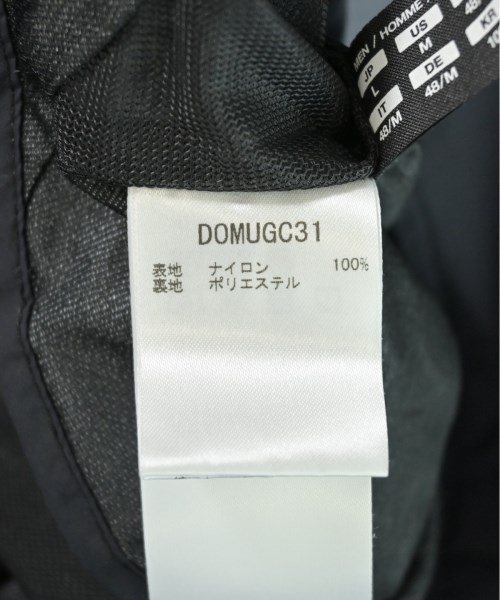 MEN / HOMME
JP US KR
L M
IT DE
48/M 48/M
DOMUGC31
表地 ナイロン 100%
裏地 ポリエステル